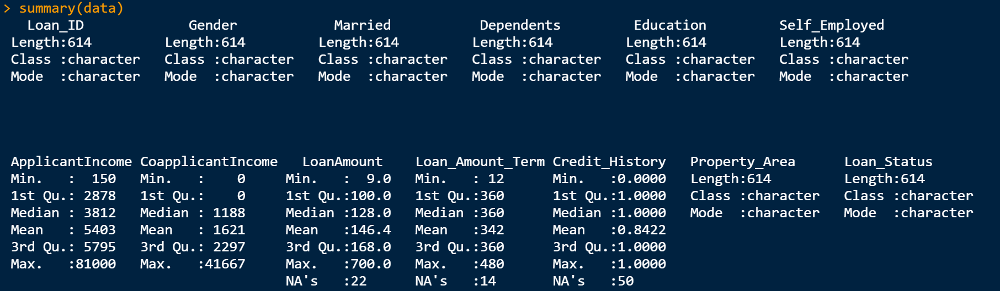 > summary(data)
   Loan_ID             Gender            Married           Dependents         Education         Self_Employed
 Length:614         Length:614         Length:614         Length:614         Length:614         Length:614
 Class :character   Class :character   Class :character   Class :character   Class :character   Class :character
 Mode  :character   Mode  :character   Mode  :character   Mode  :character   Mode  :character   Mode  :character
 ApplicantIncome CoapplicantIncome   LoanAmount    Loan_Amount_Term Credit_History   Property_Area      Loan_Status
 Min.   :  150   Min.   :    0     Min.   :  9.0   Min.   : 12      Min.   :0.0000   Length:614         Length:614
 1st Qu.: 2878   1st Qu.:    0     1st Qu.:100.0   1st Qu.:360      1st Qu.:1.0000   Class :character   Class :character
 Median : 3812   Median : 1188     Median :128.0   Median :360      Median :1.0000   Mode  :character   Mode  :character
 Mean   : 5403   Mean   : 1621     Mean   :146.4   Mean   :342      Mean   :0.8422
 3rd Qu.: 5795   3rd Qu.: 2297     3rd Qu.:168.0   3rd Qu.:360      3rd Qu.:1.0000
 Max.   :81000   Max.   :41667     Max.   :700.0   Max.   :480      Max.   :1.0000
                                   NA's   :22      NA's   :14       NA's   :50